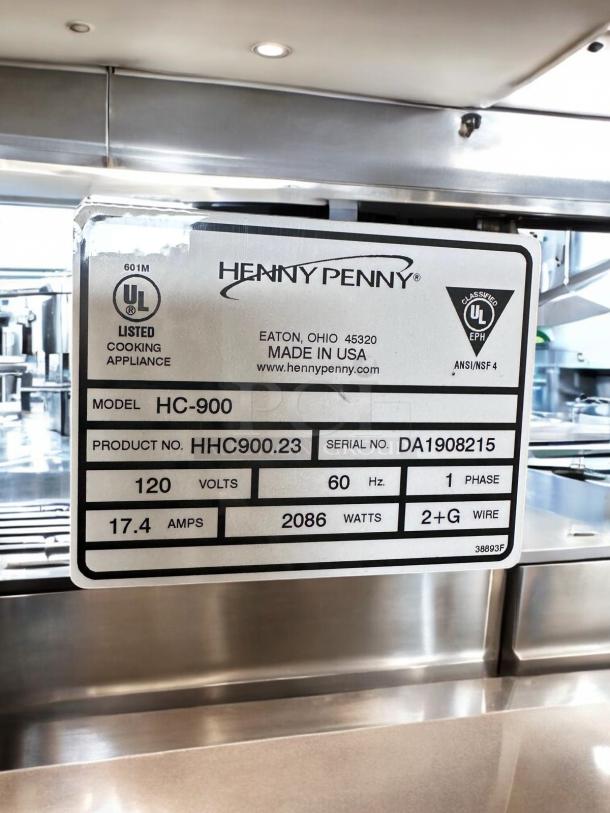 601M
UL
®
LISTED
COOKING
APPLIANCE
HENNY PENNY®
EATON, OHIO 45320
MADE IN USA
www.hennypenny.com
CLASSIFIED
UL
EPH
ANSI/NSF 4
MODEL HC-900
PRODUCT NO. HHC900.23 SERIAL NO. DA1908215
120 VOLTS 60 Hz. 1 PHASE
17.4 AMPS 2086 WATTS 2+G WIRE
38893F